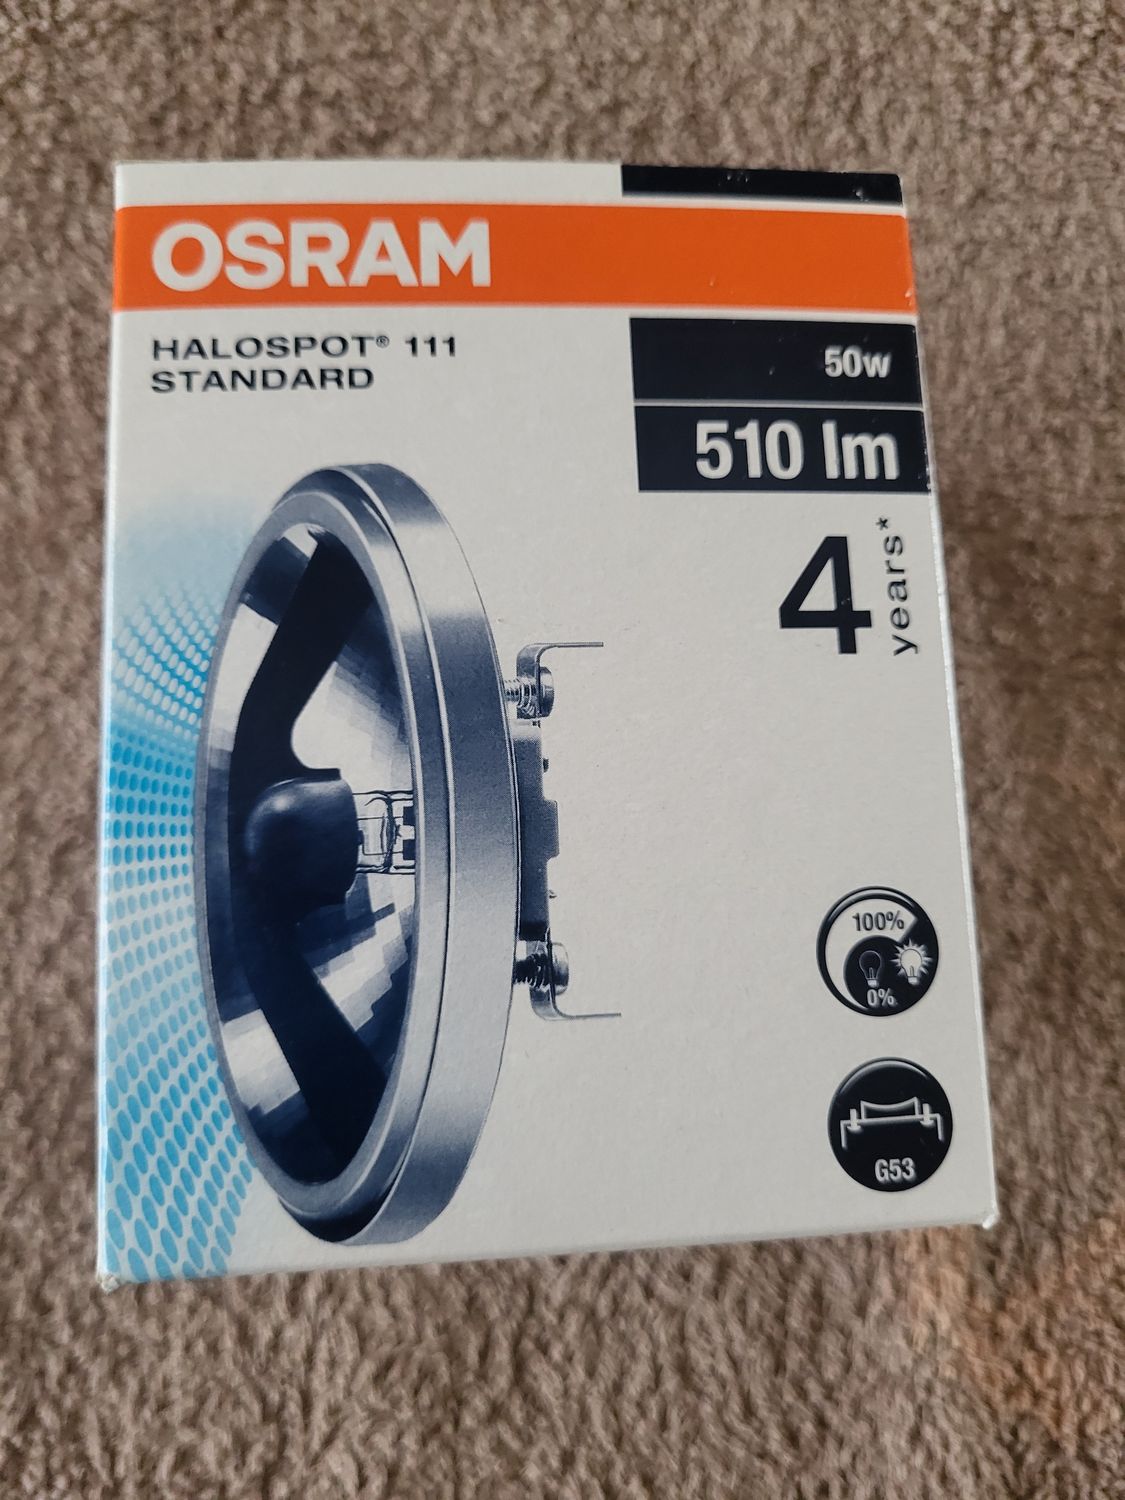 OSRAM
HALOSPOT® 111
STANDARD
50w
510 lm
4 years*
100%
0%
G53